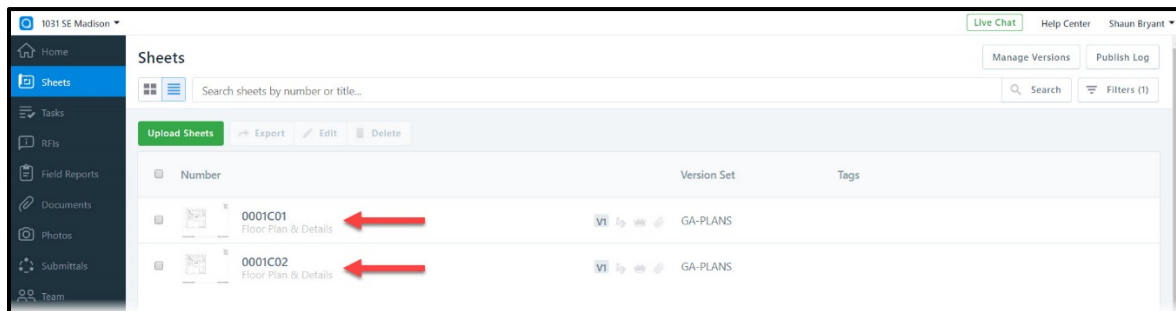 1031 SE Madison
Live Chat
Help Center
Shaun Bryant
Home
Sheets
Tasks
RFIs
Field Reports
Documents
Photos
Submittals
Team
Sheets
Manage Versions
Publish Log
Search sheets by number or title...
Search
Filters (1)
Upload Sheets
Export
Edit
Delete
Number
Version Set
Tags
0001C01
Floor Plan & Details
V1
GA-PLANS
0001C02
Floor Plan & Details
V1
GA-PLANS